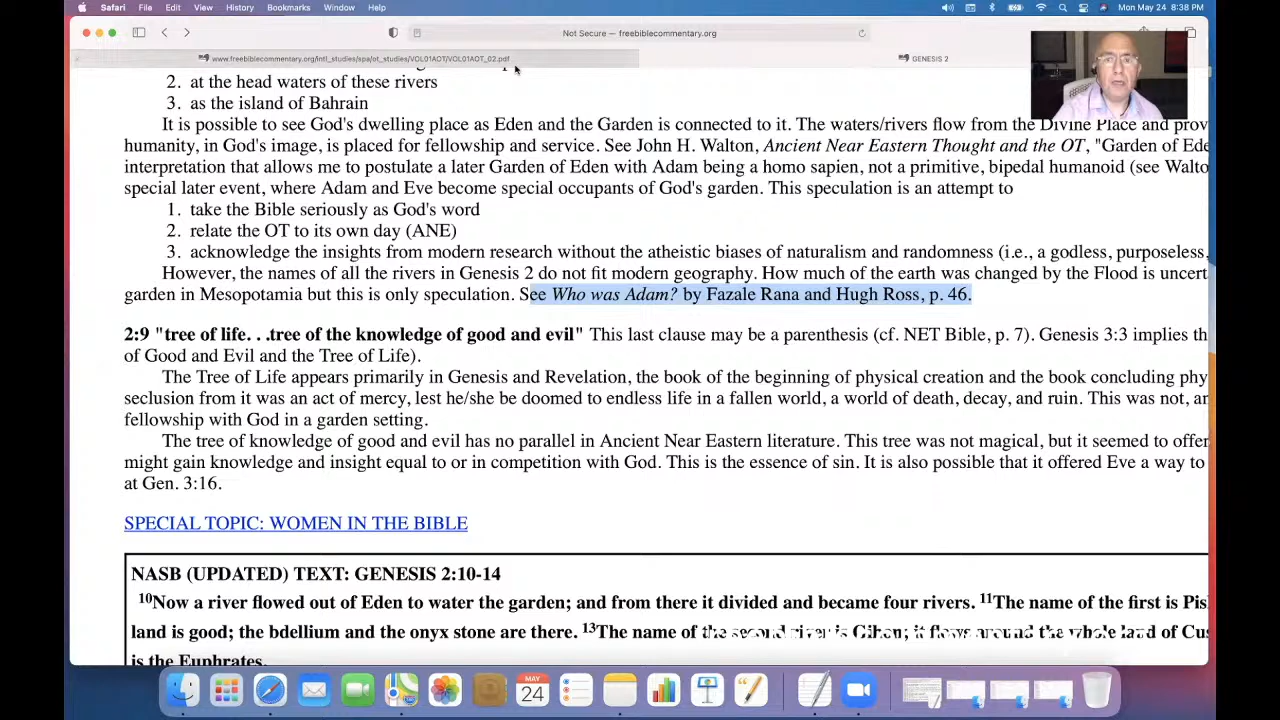 Safari File Edit View History Bookmarks Window Help Mon May 24 8:38 PM
Not Secure — freebiblecommentary.org
www.freebiblecommentary.org/intl_studies/spa/ot_studies/VOL01AOT/VOL01AOT_02.pdf GENESIS 2
2. at the head waters of these rivers
3. as the island of Bahrain
It is possible to see God's dwelling place as Eden and the Garden is connected to it. The waters/rivers flow from the Divine Place and prov
humanity, in God's image, is placed for fellowship and service. See John H. Walton, Ancient Near Eastern Thought and the OT, "Garden of Ede
interpretation that allows me to postulate a later Garden of Eden with Adam being a homo sapien, not a primitive, bipedal humanoid (see Walto
special later event, where Adam and Eve become special occupants of God's garden. This speculation is an attempt to
1. take the Bible seriously as God's word
2. relate the OT to its own day (ANE)
3. acknowledge the insights from modern research without the atheistic biases of naturalism and randomness (i.e., a godless, purposeless,
However, the names of all the rivers in Genesis 2 do not fit modern geography. How much of the earth was changed by the Flood is uncert
garden in Mesopotamia but this is only speculation. See Who was Adam? by Fazale Rana and Hugh Ross, p. 46.
2:9 "tree of life. . .tree of the knowledge of good and evil" This last clause may be a parenthesis (cf. NET Bible, p. 7). Genesis 3:3 implies th
of Good and Evil and the Tree of Life).
The Tree of Life appears primarily in Genesis and Revelation, the book of the beginning of physical creation and the book concluding phy
seclusion from it was an act of mercy, lest he/she be doomed to endless life in a fallen world, a world of death, decay, and ruin. This was not, an
fellowship with God in a garden setting.
The tree of knowledge of good and evil has no parallel in Ancient Near Eastern literature. This tree was not magical, but it seemed to offer
might gain knowledge and insight equal to or in competition with God. This is the essence of sin. It is also possible that it offered Eve a way to
at Gen. 3:16.
SPECIAL TOPIC: WOMEN IN THE BIBLE
NASB (UPDATED) TEXT: GENESIS 2:10-14
10Now a river flowed out of Eden to water the garden; and from there it divided and became four rivers. 11The name of the first is Pis
land is good; the bdellium and the onyx stone are there. 13The name of the second river is Gihon; it flows around the whole land of Cus
is the Euphrates.
MAY
24